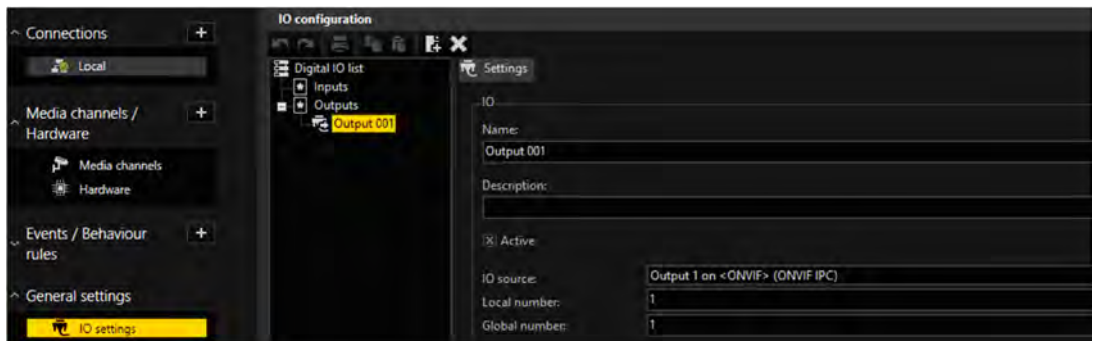 IO configuration
Connections
Local
Digital IO list
Inputs
Outputs
Output 001
Media channels /
Hardware
Media channels
Hardware
Events / Behaviour
rules
General settings
IO settings
Settings
IO
Name:
Output 001
Description:
Active
IO source:
Output 1 on <ONVIF> (ONVIF IPC)
Local number:
1
Global number:
1